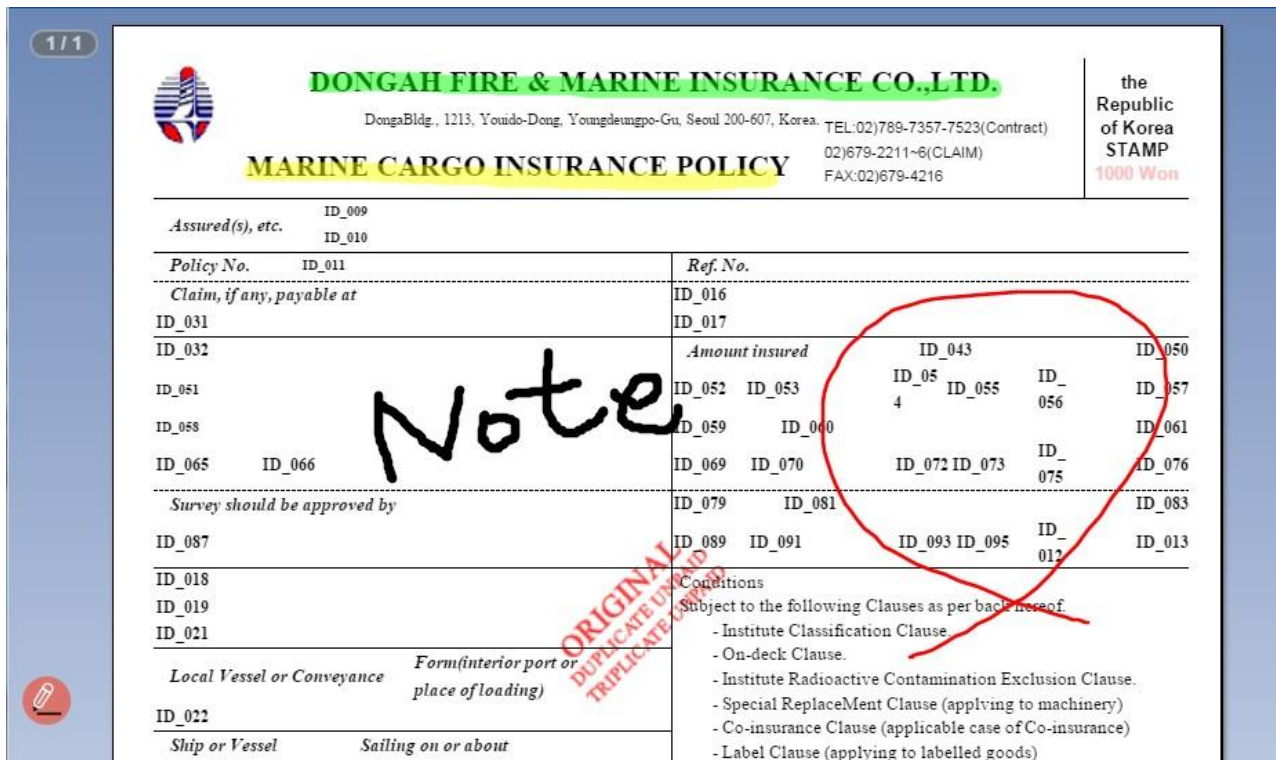 1/1
DONGAH FIRE & MARINE INSURANCE CO.,LTD.
DongaBldg., 1213, Youido-Dong, Youngdeungpo-Gu, Seoul 200-607, Korea.
TEL:02)789-7357-7523(Contract)
02)679-2211~6(CLAIM)
FAX:02)679-4216
MARINE CARGO INSURANCE POLICY
the
Republic
of Korea
STAMP
1000 Won
Assured(s), etc.
ID_009
ID_010
Policy No. ID_011
Ref. No.
Claim, if any, payable at
ID_016
ID_031
ID_017
ID_032
Amount insured ID_043 ID_050
ID_051
ID_052 ID_053 ID_05
4 ID_055 ID_
056 ID_057
ID_058
ID_059 ID_060 ID_061
ID_065 ID_066
ID_069 ID_070 ID_072 ID_073 ID_
075 ID_076
Note
Survey should be approved by
ID_079 ID_081 ID_083
ID_087
ID_089 ID_091 ID_093 ID_095 ID_
012 ID_013
ID_018
ID_019
ID_021
ORIGINAL
DUPLICATE UNPAID
TRIPLICATE UNPAID
Local Vessel or Conveyance
Form(interior port or
place of loading)
ID_022
Ship or Vessel Sailing on or about
Conditions
Subject to the following Clauses as per back hereof.
- Institute Classification Clause.
- On-deck Clause.
- Institute Radioactive Contamination Exclusion Clause.
- Special ReplaceMent Clause (applying to machinery)
- Co-insurance Clause (applicable case of Co-insurance)
- Label Clause (applying to labelled goods)